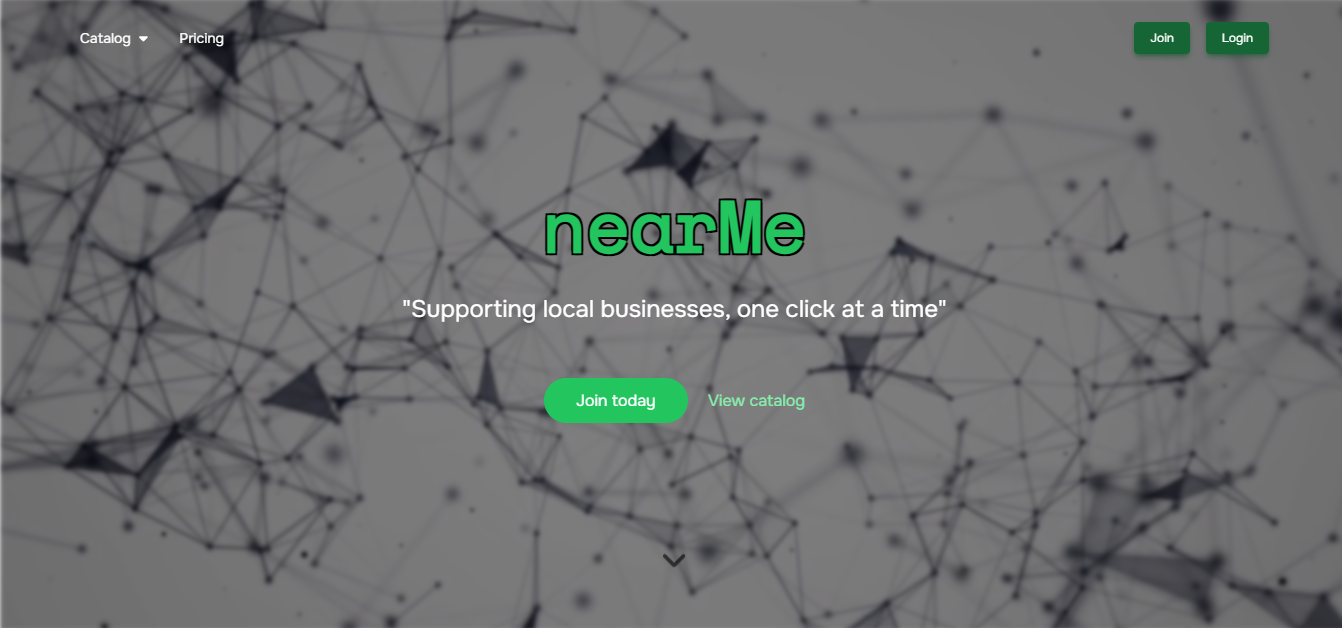 Catalog
Pricing
Join
Login
nearMe
"Supporting local businesses, one click at a time"
Join today
View catalog